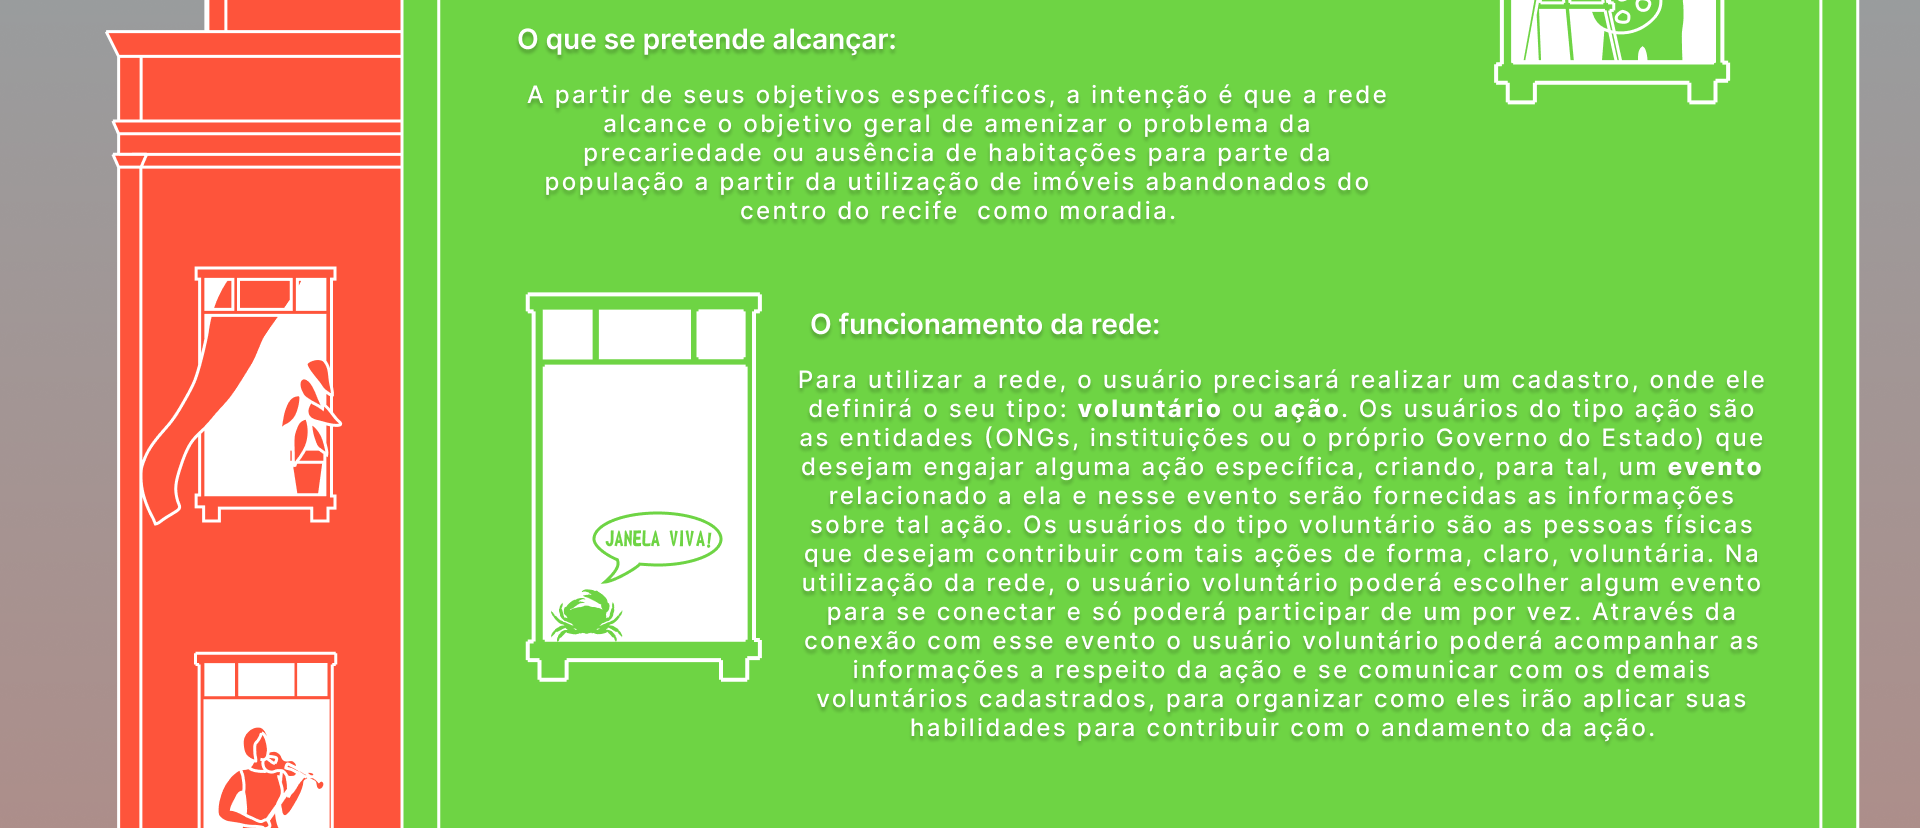 O que se pretende alcançar:
A partir de seus objetivos específicos, a intenção é que a rede
alcance o objetivo geral de amenizar o problema da
precariedade ou ausência de habitações para parte da
população a partir da utilização de imóveis abandonados do
centro do recife  como moradia.
O funcionamento da rede:
Para utilizar a rede, o usuário precisará realizar um cadastro, onde ele
definirá o seu tipo: voluntário ou ação. Os usuários do tipo ação são
as entidades (ONGs, instituições ou o próprio Governo do Estado) que
desejam engajar alguma ação específica, criando, para tal, um evento
relacionado a ela e nesse evento serão fornecidas as informações
sobre tal ação. Os usuários do tipo voluntário são as pessoas físicas
que desejam contribuir com tais ações de forma, claro, voluntária. Na
utilização da rede, o usuário voluntário poderá escolher algum evento
para se conectar e só poderá participar de um por vez. Através da
conexão com esse evento o usuário voluntário poderá acompanhar as
informações a respeito da ação e se comunicar com os demais
voluntários cadastrados, para organizar como eles irão aplicar suas
habilidades para contribuir com o andamento da ação.
JANELA VIVA!